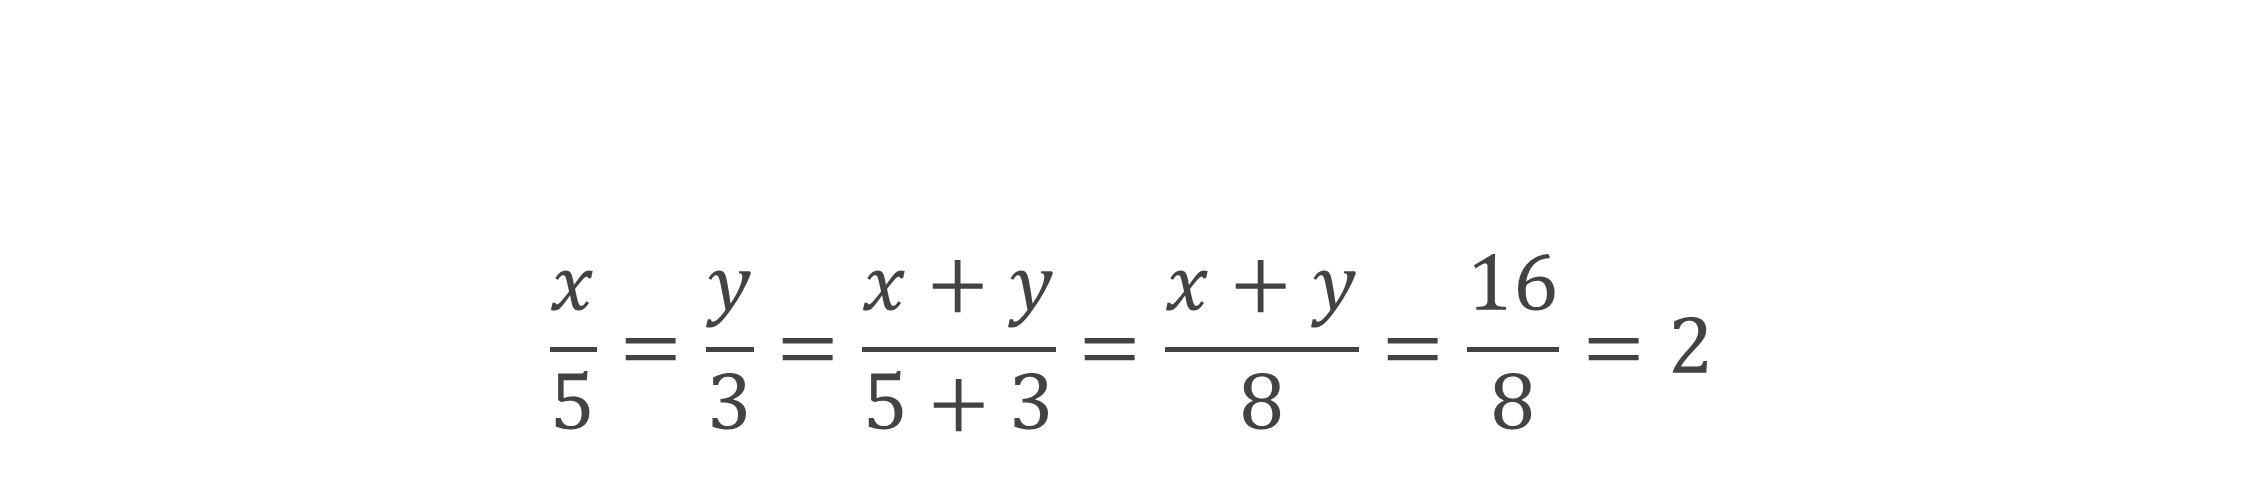 x/5 = y/3 = (x + y)/(5 + 3) = (x + y)/8 = 16/8 = 2